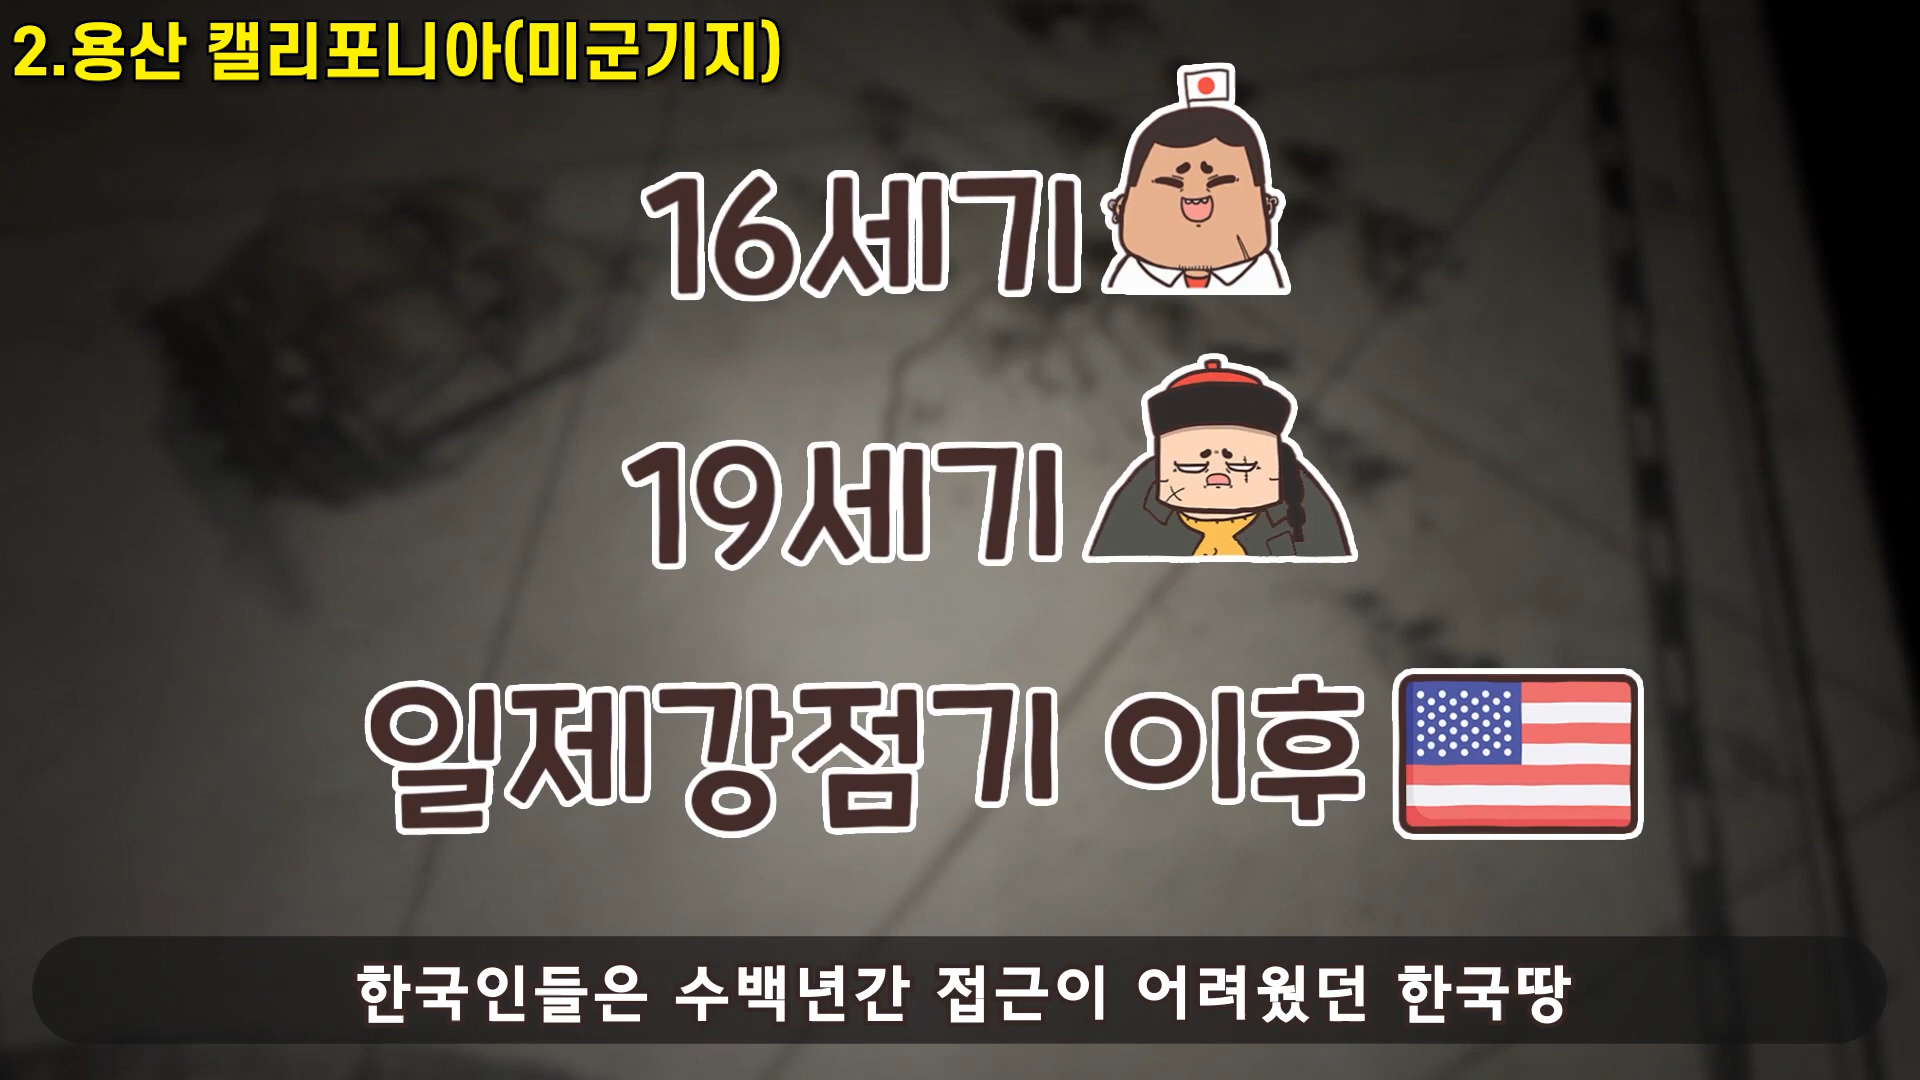 2.용산 캘리포니아(미군기지)
16세기
19세기
일제강점기 이후
한국인들은 수백년간 접근이 어려웠던 한국땅